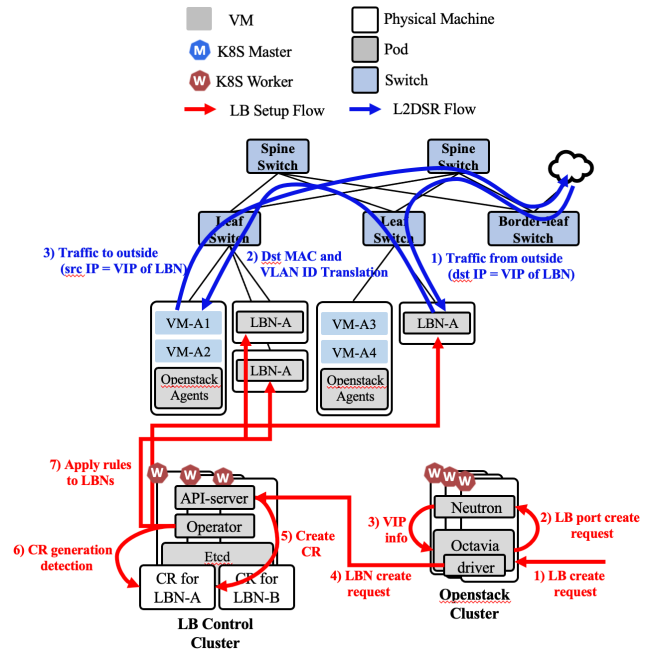 VM
Physical Machine
M
K8S Master
Pod
W
K8S Worker
Switch
LB Setup Flow
L2DSR Flow
Spine
Switch
Spine
Switch
Leaf
Switch
Leaf
Switch
Border-leaf
Switch
3) Traffic to outside
(src IP = VIP of LBN)
2) Dst MAC and
VLAN ID Translation
1) Traffic from outside
(dst IP = VIP of LBN)
VM-A1
VM-A2
Openstack
Agents
LBN-A
LBN-A
VM-A3
VM-A4
Openstack
Agents
LBN-A
7) Apply rules
to LBNs
W
W
W
API-server
Operator
Etcd
CR for
LBN-A
CR for
LBN-B
LB Control
Cluster
6) CR generation
detection
5) Create
CR
4) LBN create
request
W
W
W
Neutron
Octavia
driver
3) VIP
info
2) LB port create
request
1) LB create
request
Openstack
Cluster